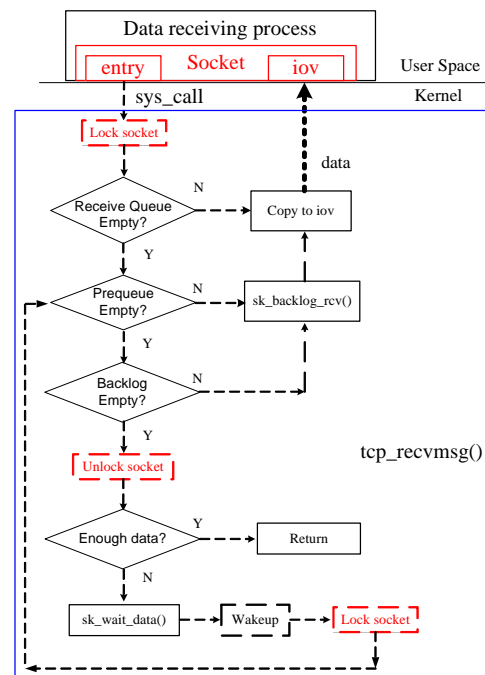 Data receiving process
Socket
entry
iov
User Space
sys_call
Kernel
Lock socket
data
Receive Queue
Empty?
N
Copy to iov
Y
Prequeue
Empty?
N
sk_backlog_rcv()
Y
Backlog
Empty?
N
Y
Unlock socket
tcp_recvmsg()
Enough data?
Y
Return
N
sk_wait_data()
Wakeup
Lock socket